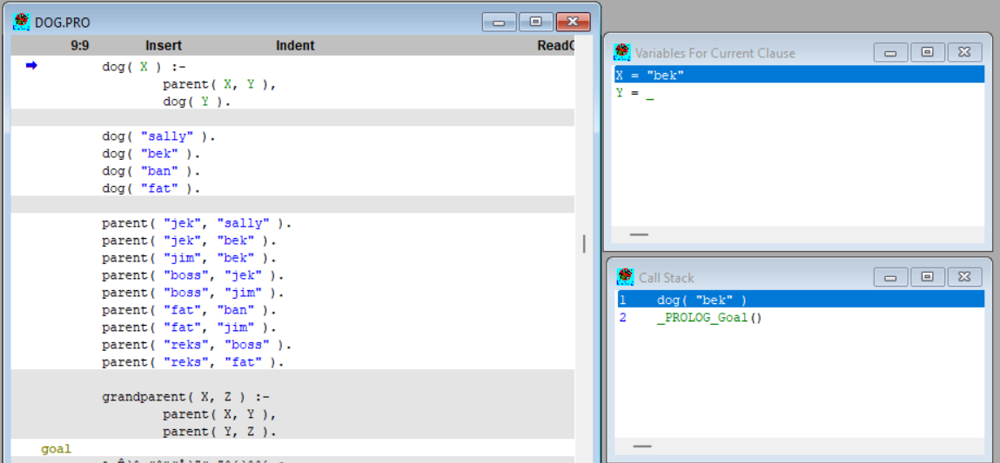 DOG.PRO
9:9 Insert Indent
dog( X ) :-
parent( X, Y ),
dog( Y ).
dog( "sally" ).
dog( "bek" ).
dog( "ban" ).
dog( "fat" ).
parent( "jek", "sally" ).
parent( "jek", "bek" ).
parent( "jim", "bek" ).
parent( "boss", "jek" ).
parent( "boss", "jim" ).
parent( "fat", "ban" ).
parent( "fat", "jim" ).
parent( "reks", "boss" ).
parent( "reks", "fat" ).
grandparent( X, Z ) :-
parent( X, Y ),
parent( Y, Z ).
goal
Variables For Current Clause
X = "bek"
Y = _
Call Stack
1 dog( "bek" )
2 _PROLOG_Goal()